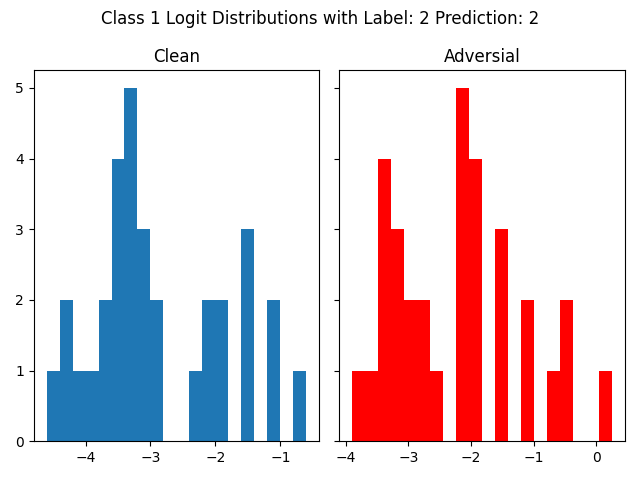 Class 1 Logit Distributions with Label: 2 Prediction: 2
Clean
Adversial
5
4
3
2
1
0
−4 −3 −2 −1
−4 −3 −2 −1 0